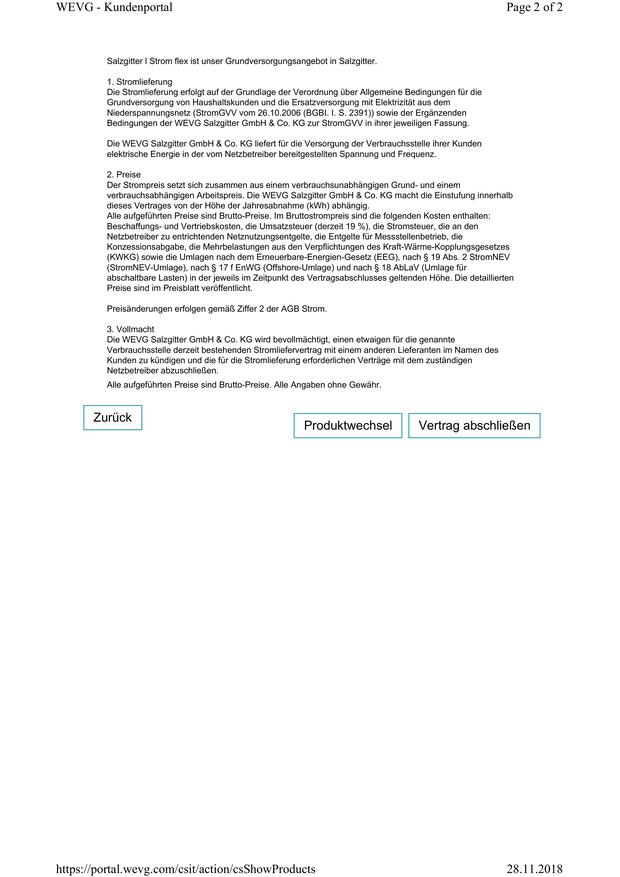 WEVG - Kundenportal Page 2 of 2
Salzgitter I Strom flex ist unser Grundversorgungsangebot in Salzgitter.
1. Stromlieferung
Die Stromlieferung erfolgt auf der Grundlage der Verordnung über Allgemeine Bedingungen für die
Grundversorgung von Haushaltskunden und die Ersatzversorgung mit Elektrizität aus dem
Niederspannungsnetz (StromGVV vom 26.10.2006 (BGBl. I. S. 2391)) sowie der Ergänzenden
Bedingungen der WEVG Salzgitter GmbH & Co. KG zur StromGVV in ihrer jeweiligen Fassung.
Die WEVG Salzgitter GmbH & Co. KG liefert für die Versorgung der Verbrauchsstelle ihrer Kunden
elektrische Energie in der vom Netzbetreiber bereitgestellten Spannung und Frequenz.
2. Preise
Der Strompreis setzt sich zusammen aus einem verbrauchsunabhängigen Grund- und einem
verbrauchsabhängigen Arbeitspreis. Die WEVG Salzgitter GmbH & Co. KG macht die Einstufung innerhalb
dieses Vertrages von der Höhe der Jahresabnahme (kWh) abhängig.
Alle aufgeführten Preise sind Brutto-Preise. Im Bruttostrompreis sind die folgenden Kosten enthalten:
Beschaffungs- und Vertriebskosten, die Umsatzsteuer (derzeit 19 %), die Stromsteuer, die an den
Netzbetreiber zu entrichtenden Netznutzungsentgelte, die Entgelte für Messstellenbetrieb, die
Konzessionsabgabe, die Mehrbelastungen aus den Verpflichtungen des Kraft-Wärme-Kopplungsgesetzes
(KWKG) sowie die Umlagen nach dem Erneuerbare-Energien-Gesetz (EEG), nach § 19 Abs. 2 StromNEV
(StromNEV-Umlage), nach § 17 f EnWG (Offshore-Umlage) und nach § 18 AbLaV (Umlage für
abschaltbare Lasten) in der jeweils im Zeitpunkt des Vertragsabschlusses geltenden Höhe. Die detaillierten
Preise sind im Preisblatt veröffentlicht.
Preisänderungen erfolgen gemäß Ziffer 2 der AGB Strom.
3. Vollmacht
Die WEVG Salzgitter GmbH & Co. KG wird bevollmächtigt, einen etwaigen für die genannte
Verbrauchsstelle derzeit bestehenden Stromliefervertrag mit einem anderen Lieferanten im Namen des
Kunden zu kündigen und die für die Stromlieferung erforderlichen Verträge mit dem zuständigen
Netzbetreiber abzuschließen.
Alle aufgeführten Preise sind Brutto-Preise. Alle Angaben ohne Gewähr.
Zurück
Produktwechsel Vertrag abschließen
https://portal.wevg.com/csit/action/csShowProducts 28.11.2018